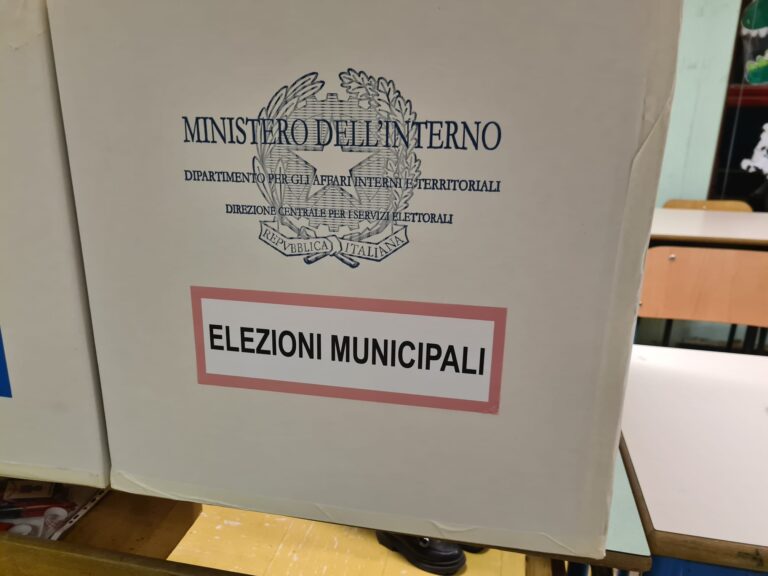 MINISTERO DELL'INTERNO
DIPARTIMENTO PER GLI AFFARI INTERNI E TERRITORIALI
DIREZIONE CENTRALE PER I SERVIZI ELETTORALI
REPVBBLICA ITALIANA
ELEZIONI MUNICIPALI